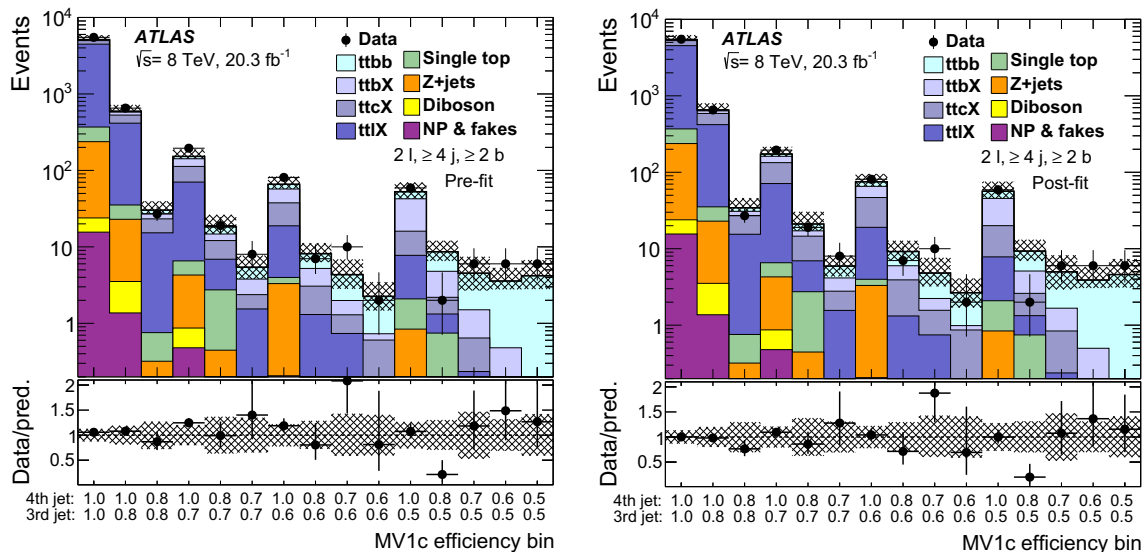 Events
10⁴
10³
10²
10
1
ATLAS
√s= 8 TeV, 20.3 fb⁻¹
Data
ttbb
ttbX
ttcX
ttlX
Single top
Z+jets
Diboson
NP & fakes
2 l, ≥ 4 j, ≥ 2 b
Pre-fit
Data/pred.
2
1.5
1
0.5
4th jet: 1.0 1.0 0.8 1.0 0.8 0.7 1.0 0.8 0.7 0.6 1.0 0.8 0.7 0.6 0.5
3rd jet: 1.0 0.8 0.8 0.7 0.7 0.7 0.6 0.6 0.6 0.6 0.5 0.5 0.5 0.5 0.5
MV1c efficiency bin
Events
10⁴
10³
10²
10
1
ATLAS
√s= 8 TeV, 20.3 fb⁻¹
Data
ttbb
ttbX
ttcX
ttlX
Single top
Z+jets
Diboson
NP & fakes
2 l, ≥ 4 j, ≥ 2 b
Post-fit
Data/pred.
2
1.5
1
0.5
4th jet: 1.0 1.0 0.8 1.0 0.8 0.7 1.0 0.8 0.7 0.6 1.0 0.8 0.7 0.6 0.5
3rd jet: 1.0 0.8 0.8 0.7 0.7 0.7 0.6 0.6 0.6 0.6 0.5 0.5 0.5 0.5 0.5
MV1c efficiency bin